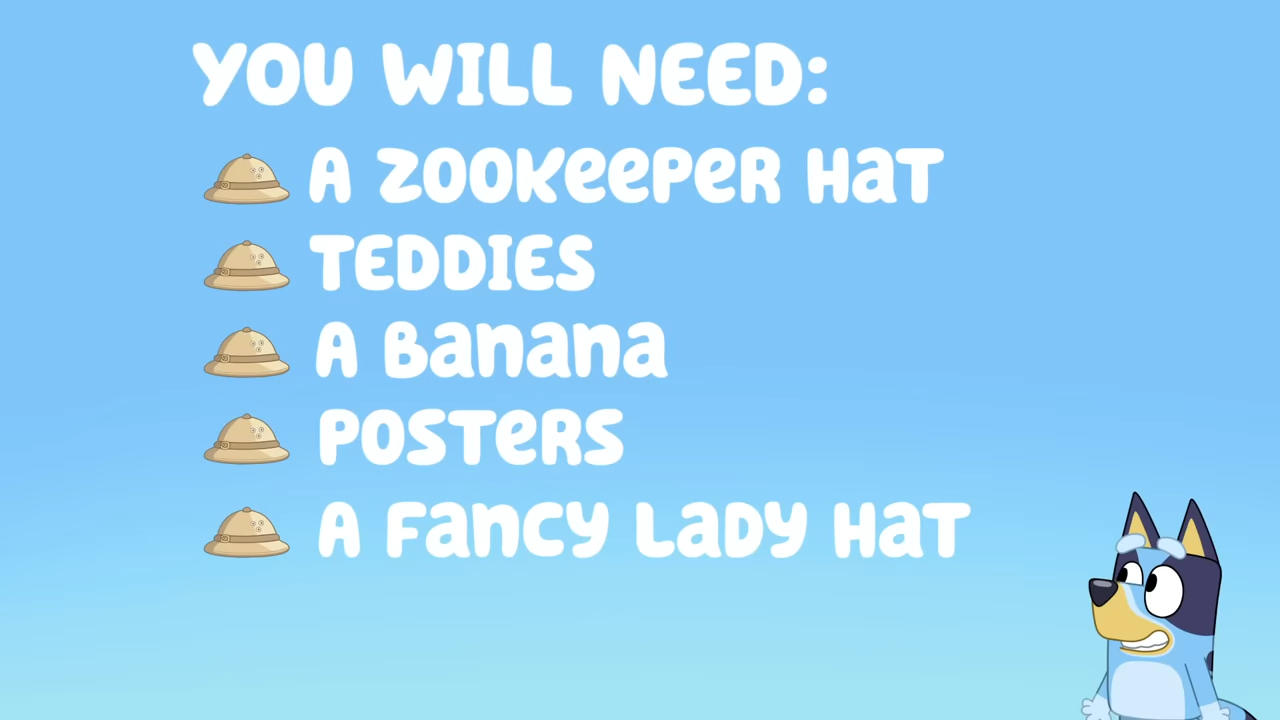 YOU WILL NEED:
A ZOOKeePeR HaT
TEDDIES
A Banana
POSTeRS
A Fancy Lady HaT